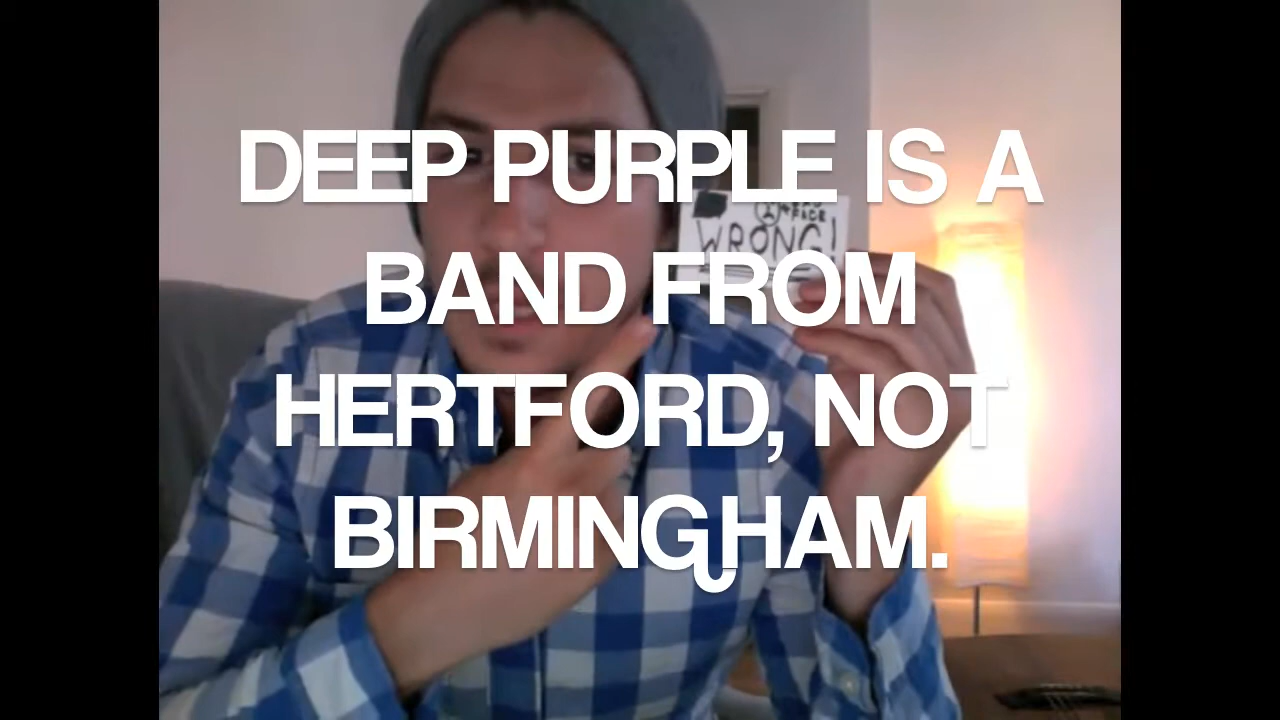 DEEP PURPLE IS A
BAND FROM
HERTFORD, NOT
BIRMINGHAM.
WRONG!